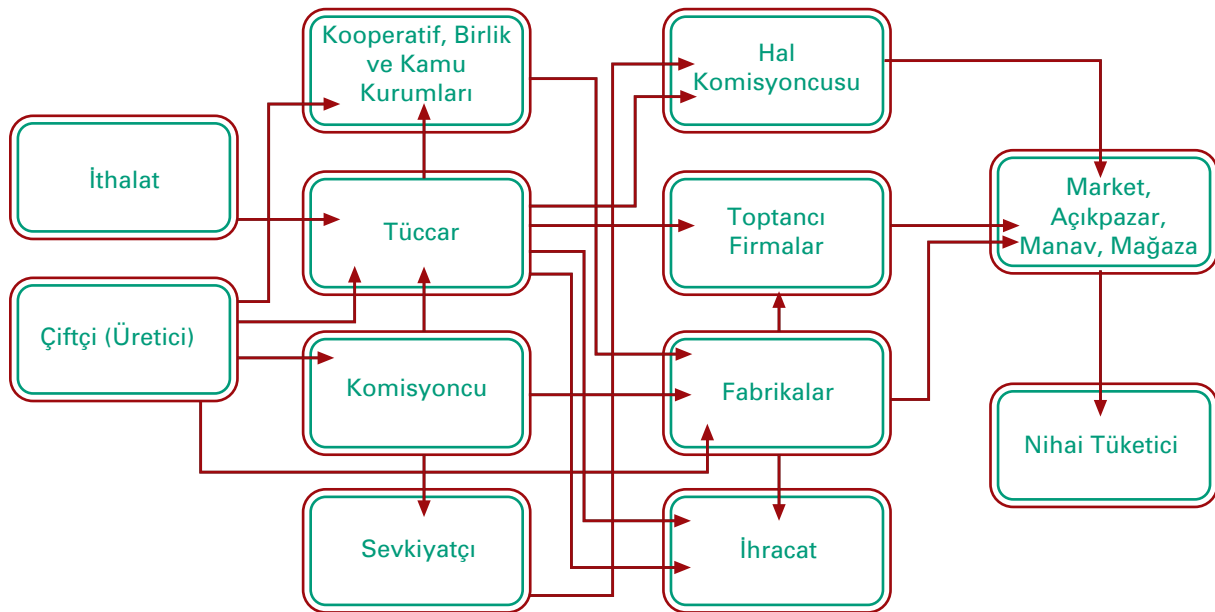 Kooperatif, Birlik
ve Kamu
Kurumları
Hal
Komisyoncusu
İthalat
Tüccar
Toptancı
Firmalar
Market,
Açıkpazar,
Manav, Mağaza
Çiftçi (Üretici)
Komisyoncu
Fabrikalar
Nihai Tüketici
Sevkiyatçı
İhracat